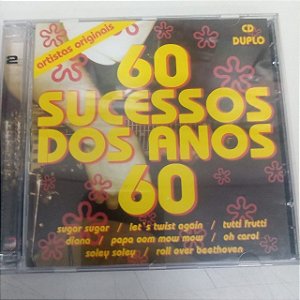 artistas originais
CD
DUPLO
2
60
SUCESSOS
DOS ANOS
60
sugar sugar / let's twist again / tutti frutti
diana / papa oom mow mow / oh carol
soley soley / roll over beethoven